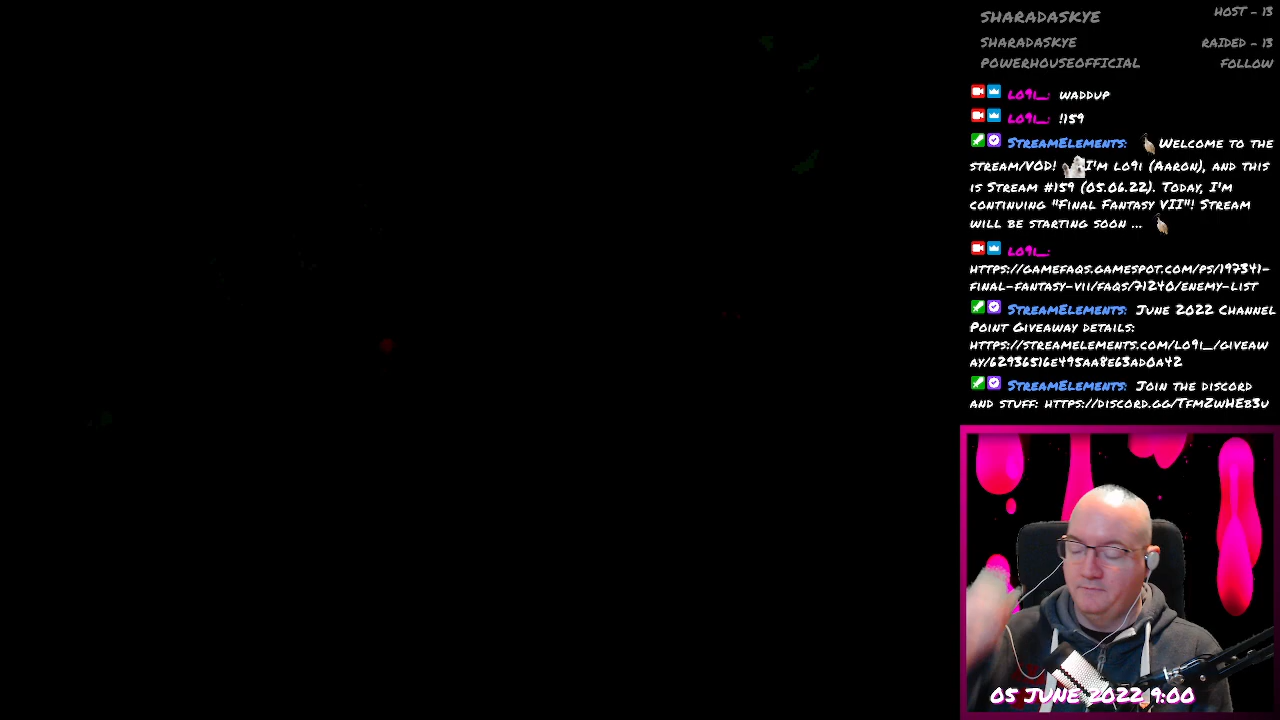 SHARADASKYE HOST - 13
SHARADASKYE RAIDED - 13
POWERHOUSEOFFICIAL FOLLOW
LO9I_: WADDUP
LO9I_: !159
STREAMELEMENTS: WELCOME TO THE
STREAM/VOD! I'M LO9I (AARON), AND THIS
IS STREAM #159 (05.06.22). TODAY, I'M
CONTINUING "FINAL FANTASY VII"! STREAM
WILL BE STARTING SOON ...
LO9I_:
HTTPS://GAMEFAQS.GAMESPOT.COM/PS/197341-
FINAL-FANTASY-VII/FAQS/71240/ENEMY-LIST
STREAMELEMENTS: JUNE 2022 CHANNEL
POINT GIVEAWAY DETAILS:
HTTPS://STREAMELEMENTS.COM/LO9I_/GIVEAW
AY/62936516E495AA8E63AD0A42
STREAMELEMENTS: JOIN THE DISCORD
AND STUFF: HTTPS://DISCORD.GG/TFMZWHEB3U
05 JUNE 2022 9:00